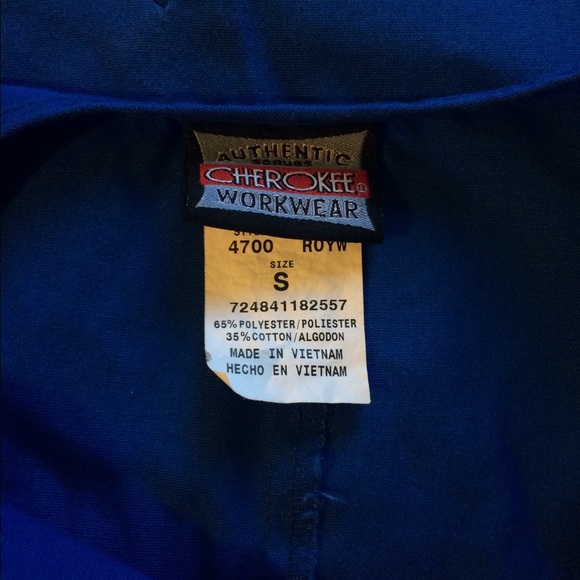 AUTHENTIC
SCRUBS
CHEROKEE®
WORKWEAR
4700 ROYW
SIZE
S
724841182557
65% POLYESTER/POLIESTER
35% COTTON/ALGODON
MADE IN VIETNAM
HECHO EN VIETNAM